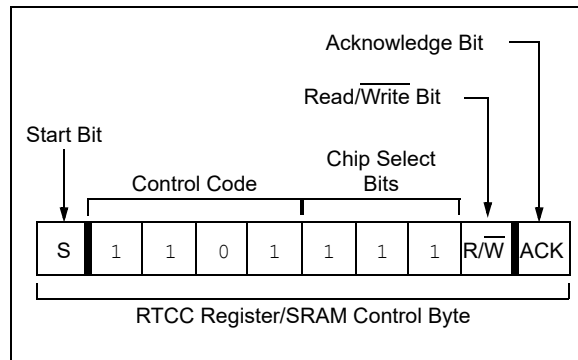 Acknowledge Bit
Read/Write Bit
Start Bit
Chip Select
Bits
Control Code
S 1 1 0 1 1 1 1 R/W ACK
RTCC Register/SRAM Control Byte